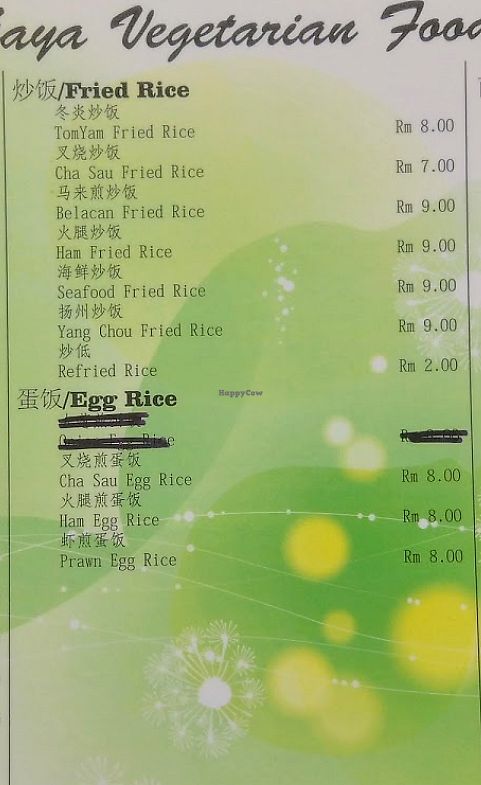 aya Vegetarian Food
炒饭/Fried Rice
冬炎炒饭
TomYam Fried Rice Rm 8.00
叉烧炒饭
Cha Sau Fried Rice Rm 7.00
马来煎炒饭
Belacan Fried Rice Rm 9.00
火腿炒饭
Ham Fried Rice Rm 9.00
海鲜炒饭
Seafood Fried Rice Rm 9.00
扬州炒饭
Yang Chou Fried Rice Rm 9.00
炒低
Refried Rice Rm 2.00
HappyCow
蛋饭/Egg Rice
叉烧煎蛋饭
Cha Sau Egg Rice Rm 8.00
火腿煎蛋饭
Ham Egg Rice Rm 8.00
虾煎蛋饭
Prawn Egg Rice Rm 8.00